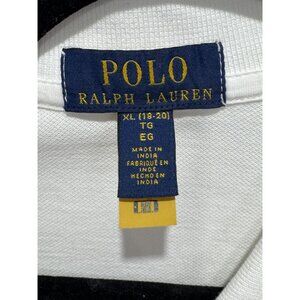 POLO
RALPH LAUREN
XL (18-20)
TG
EG
MADE IN
INDIA
FABRIQUÉ EN
INDE
HECHO EN
INDIA